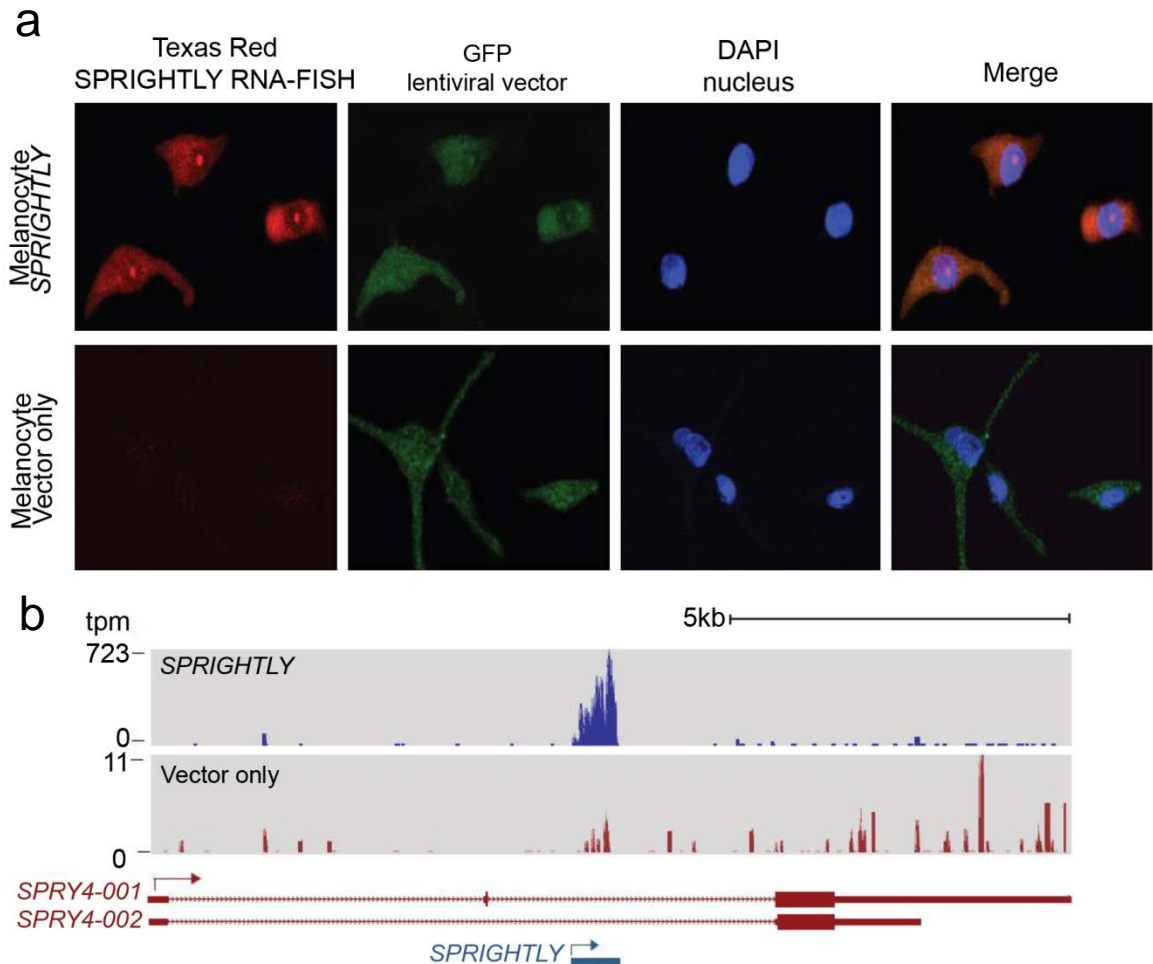 a
Texas Red
SPRIGHTLY RNA-FISH
GFP
lentiviral vector
DAPI
nucleus
Merge
Melanocyte
SPRIGHTLY
Melanocyte
Vector only
b
tpm
5kb
723
SPRIGHTLY
0
11
Vector only
0
SPRY4-001
SPRY4-002
SPRIGHTLY